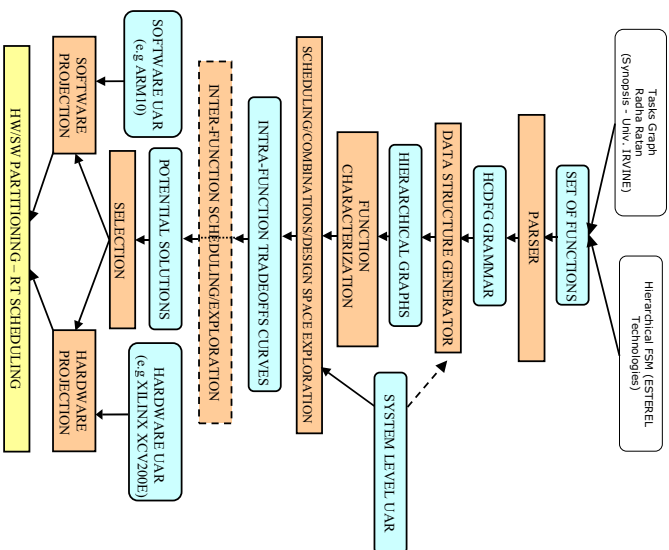 Tasks Graph
Radha Ratan
(Synopsis - Univ. IRVINE)
Hierarchical FSM (ESTEREL
Technologies)
SET OF FUNCTIONS
PARSER
HCDFG GRAMMAR
DATA STRUCTURE GENERATOR
SYSTEM LEVEL UAR
HIERARCHICAL GRAPHS
FUNCTION
CHARACTERIZATION
SCHEDULING/COMBINATIONS/DESIGN SPACE EXPLORATION
INTRA-FUNCTION TRADEOFFS CURVES
INTER-FUNCTION SCHEDULING/EXPLORATION
SOFTWARE UAR
(e.g ARM10)
POTENTIAL SOLUTIONS
HARDWARE UAR
(e.g XILINX XCV200E)
SELECTION
SOFTWARE
PROJECTION
HARDWARE
PROJECTION
HW/SW PARTITIONING – RT SCHEDULING